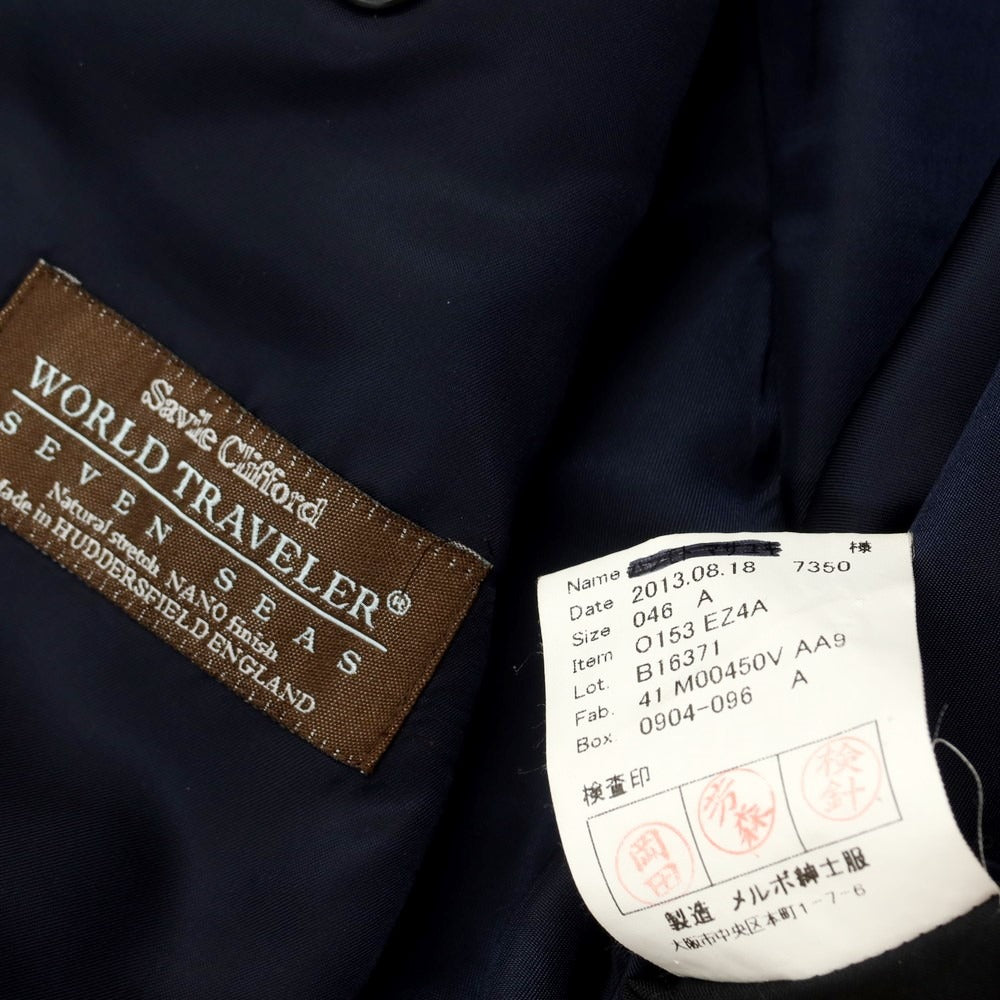 Savile Clifford
WORLD TRAVELER®
SEVEN SEAS
Natural stretch NANO finish
Made in HUDDERSFIELD ENGLAND
Name 様
Date 2013.08.18 7350
Size 046 A
Item O153 EZ4A
Lot. B16371
Fab. 41 M00450V AA9
Box 0904-096 A
検査印
岡田
森
検針
製造 メルボ紳士服
大阪市中央区本町1-7-6